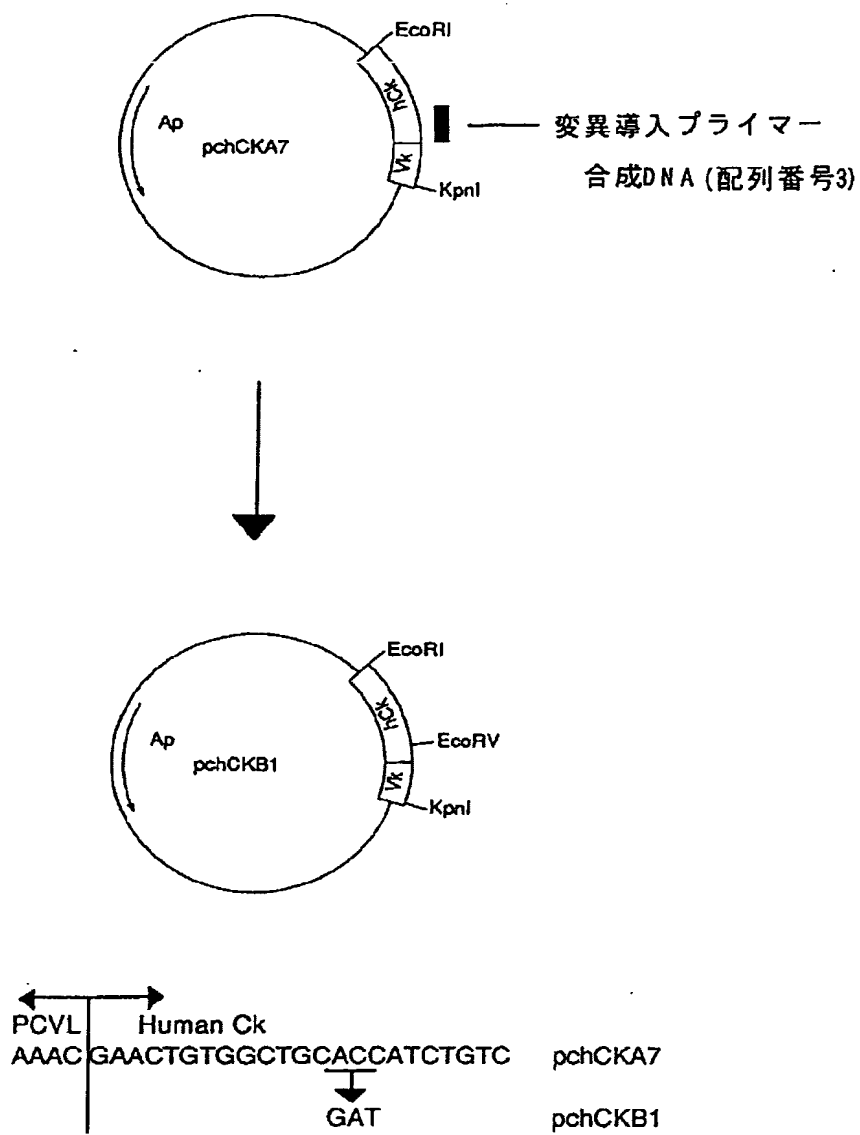 EcoRI
hCk
Ap
pchCKA7
Vk
KpnI
変異導入プライマー
合成DNA (配列番号3)
EcoRI
hCk
Ap
pchCKB1
EcoRV
Vk
KpnI
PCVL Human Ck
AAAC GAACTGTGGCTGCACCATCTGTC pchCKA7
GAT pchCKB1